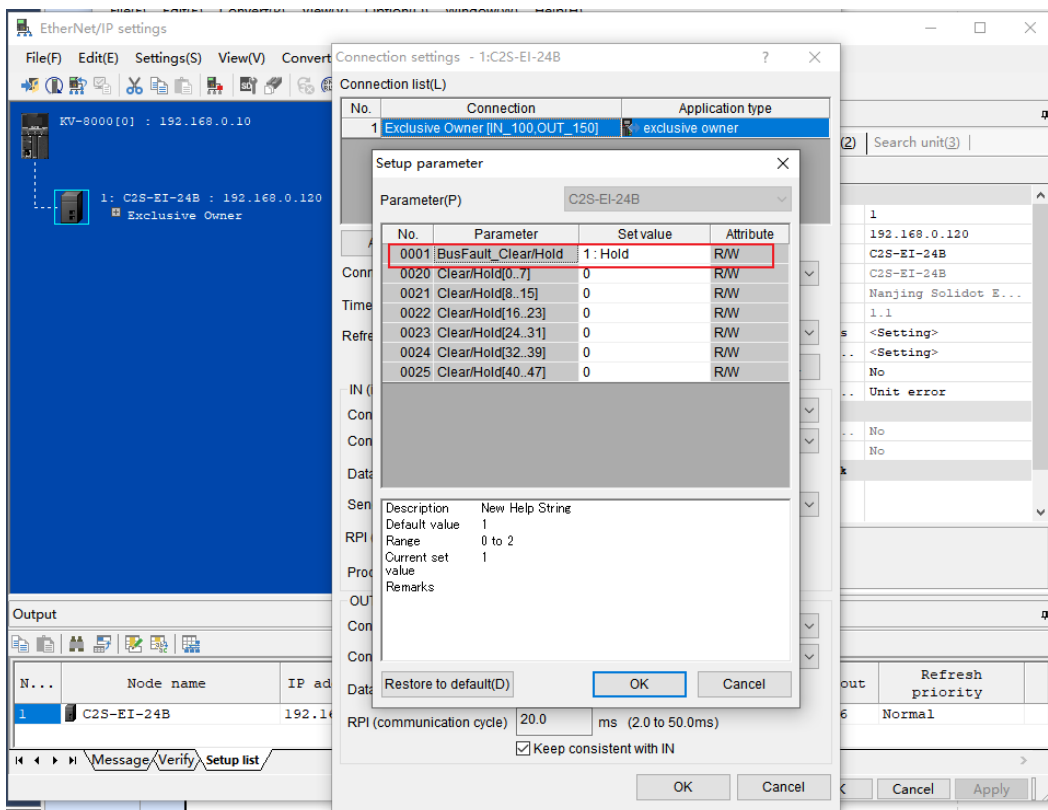 EtherNet/IP settings
File(F) Edit(E) Settings(S) View(V) Convert
KV-8000[0] : 192.168.0.10
1: C2S-EI-24B : 192.168.0.120
Exclusive Owner
Connection settings - 1:C2S-EI-24B
?
Connection list(L)
No. Connection Application type
1 Exclusive Owner [IN_100,OUT_150] exclusive owner
Setup parameter
Parameter(P) C2S-EI-24B
No. Parameter Set value Attribute
0001 BusFault_Clear/Hold 1 : Hold R/W
0020 Clear/Hold[0..7] 0 R/W
0021 Clear/Hold[8..15] 0 R/W
0022 Clear/Hold[16..23] 0 R/W
0023 Clear/Hold[24..31] 0 R/W
0024 Clear/Hold[32..39] 0 R/W
0025 Clear/Hold[40..47] 0 R/W
Description New Help String
Default value 1
Range 0 to 2
Current set value 1
Remarks
Restore to default(D) OK Cancel
IN
OUT
RPI (communication cycle) 20.0 ms (2.0 to 50.0ms)
Keep consistent with IN
OK Cancel
(2) Search unit(3)
1
192.168.0.120
C2S-EI-24B
C2S-EI-24B
Nanjing Solidot E...
1.1
<Setting>
<Setting>
No
Unit error
No
No
Output
N... Node name IP ad out Refresh priority
1 C2S-EI-24B 192.1 6 Normal
Message Verify Setup list
Cancel Apply